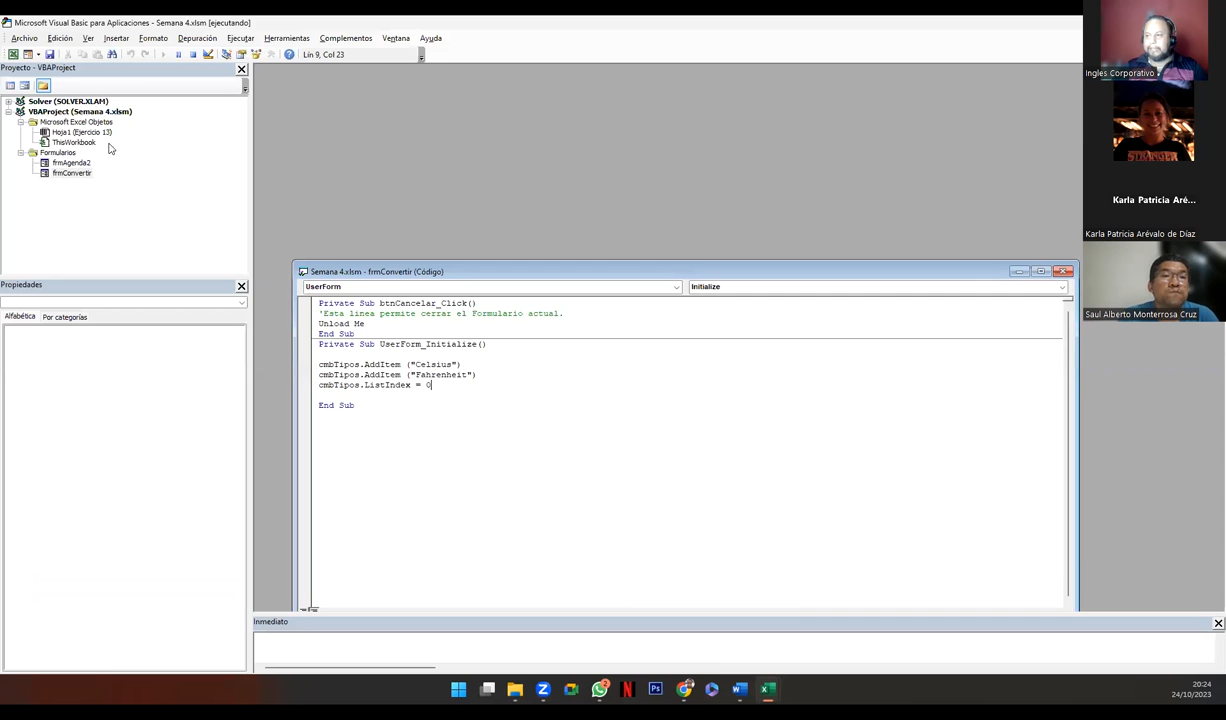 Microsoft Visual Basic para Aplicaciones - Semana 4.xlsm [ejecutando]
Archivo Edición Ver Insertar Formato Depuración Ejecutar Herramientas Complementos Ventana Ayuda
Lín 9, Col 23
Proyecto - VBAProject
Solver (SOLVER.XLAM)
VBAProject (Semana 4.xlsm)
Microsoft Excel Objetos
Hoja1 (Ejercicio 13)
ThisWorkbook
Formularios
frmAgenda2
frmConvertir
Propiedades
Alfabética Por categorías
Semana 4.xlsm - frmConvertir (Código)
UserForm Initialize
Private Sub btnCancelar_Click()
'Esta linea permite cerrar el Formulario actual.
Unload Me
End Sub
Private Sub UserForm_Initialize()
cmbTipos.AddItem ("Celsius")
cmbTipos.AddItem ("Fahrenheit")
cmbTipos.ListIndex = 0
End Sub
Inmediato
Ingles Corporativo
STRANGER
Karla Patricia Aré...
Karla Patricia Arévalo de Díaz
Saul Alberto Monterrosa Cruz
2
Ps
20:24
24/10/2023